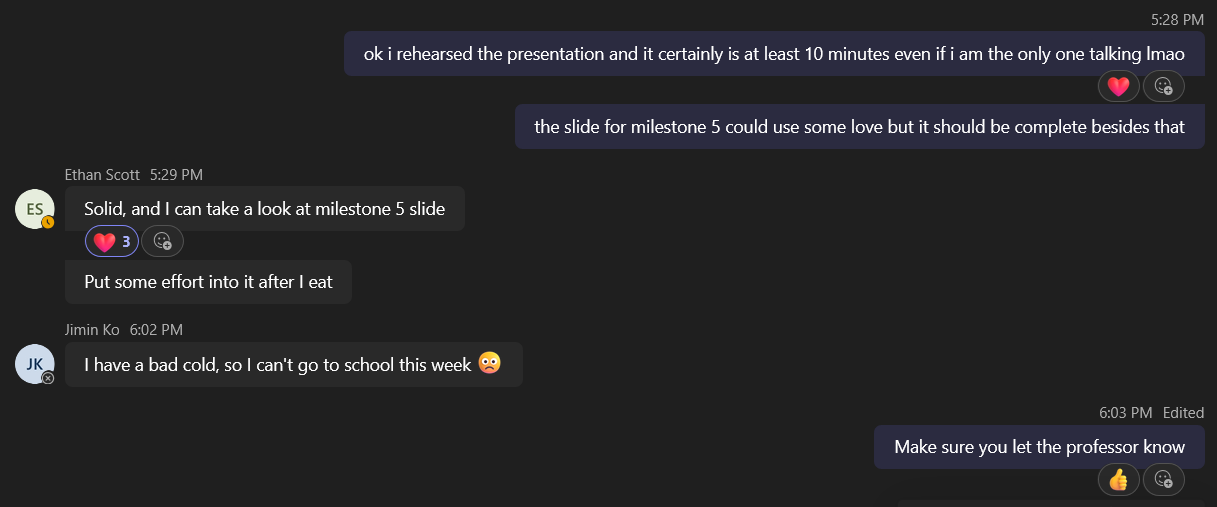 5:28 PM
ok i rehearsed the presentation and it certainly is at least 10 minutes even if i am the only one talking lmao
the slide for milestone 5 could use some love but it should be complete besides that
Ethan Scott 5:29 PM
ES
Solid, and I can take a look at milestone 5 slide
3
Put some effort into it after I eat
Jimin Ko 6:02 PM
JK
I have a bad cold, so I can't go to school this week
6:03 PM Edited
Make sure you let the professor know